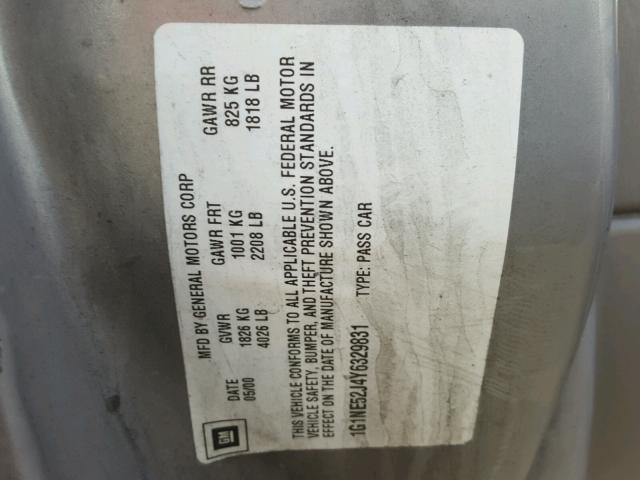 MFD BY GENERAL MOTORS CORP
DATE GVWR GAWR FRT GAWR RR
05/00 1826 KG 1001 KG 825 KG
4026 LB 2208 LB 1818 LB
THIS VEHICLE CONFORMS TO ALL APPLICABLE U.S. FEDERAL MOTOR
VEHICLE SAFETY, BUMPER, AND THEFT PREVENTION STANDARDS IN
EFFECT ON THE DATE OF MANUFACTURE SHOWN ABOVE.
1G1NE52J4Y6329831 TYPE: PASS CAR
GM